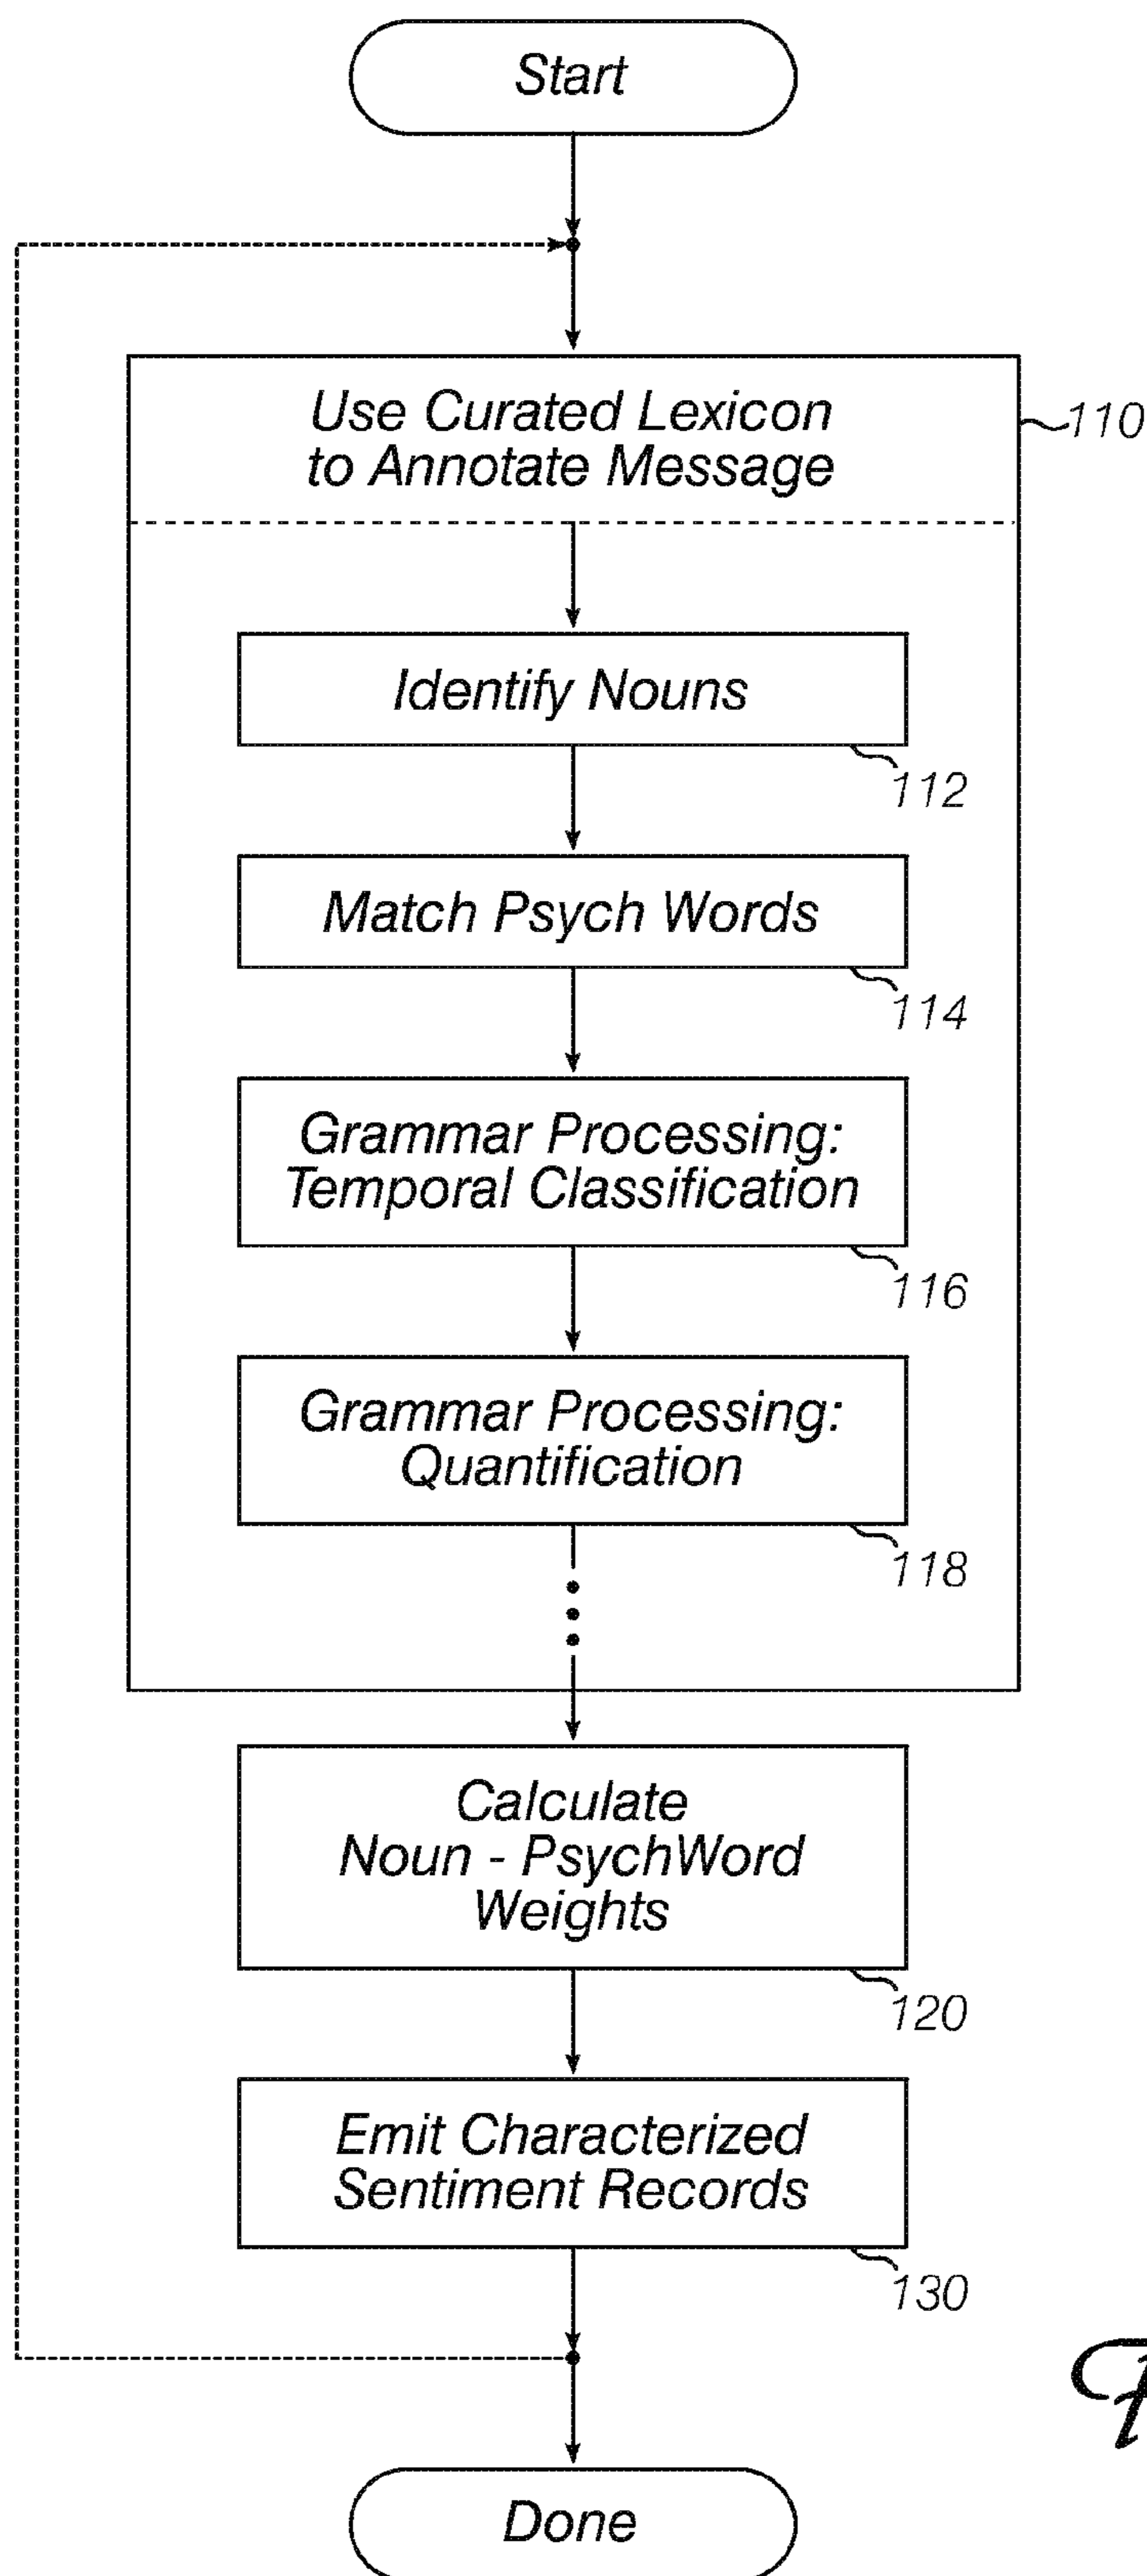 Start
Use Curated Lexicon
to Annotate Message
110
Identify Nouns
112
Match Psych Words
114
Grammar Processing:
Temporal Classification
116
Grammar Processing:
Quantification
118
Calculate
Noun - PsychWord
Weights
120
Emit Characterized
Sentiment Records
130
Done